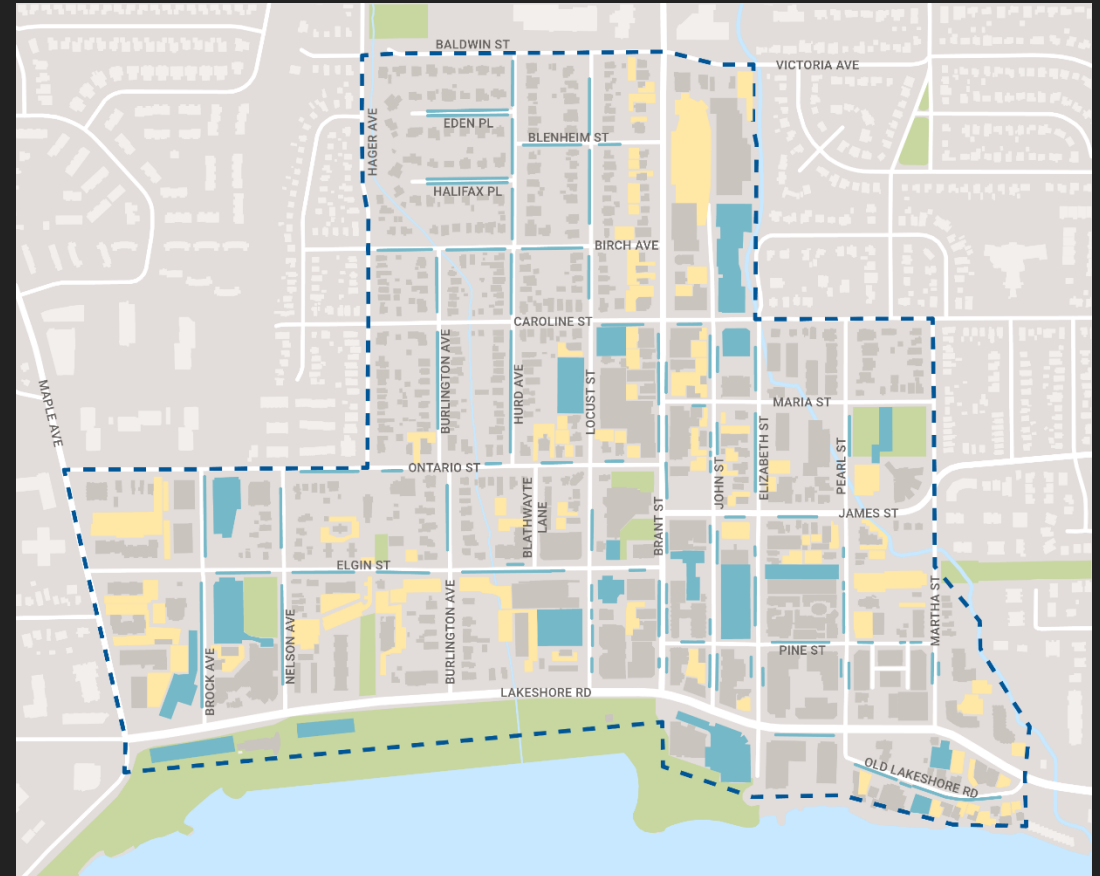 BALDWIN ST
VICTORIA AVE
HAGER AVE
EDEN PL
BLENHEIM ST
HALIFAX PL
BIRCH AVE
CAROLINE ST
BURLINGTON AVE
HURD AVE
LOCUST ST
MAPLE AVE
MARIA ST
ELIZABETH ST
PEARL ST
JOHN ST
ONTARIO ST
BLATHWAYTE
LANE
BRANT ST
JAMES ST
ELGIN ST
BURLINGTON AVE
NELSON AVE
BROCK AVE
MARTHA ST
PINE ST
LAKESHORE RD
OLD LAKESHORE RD